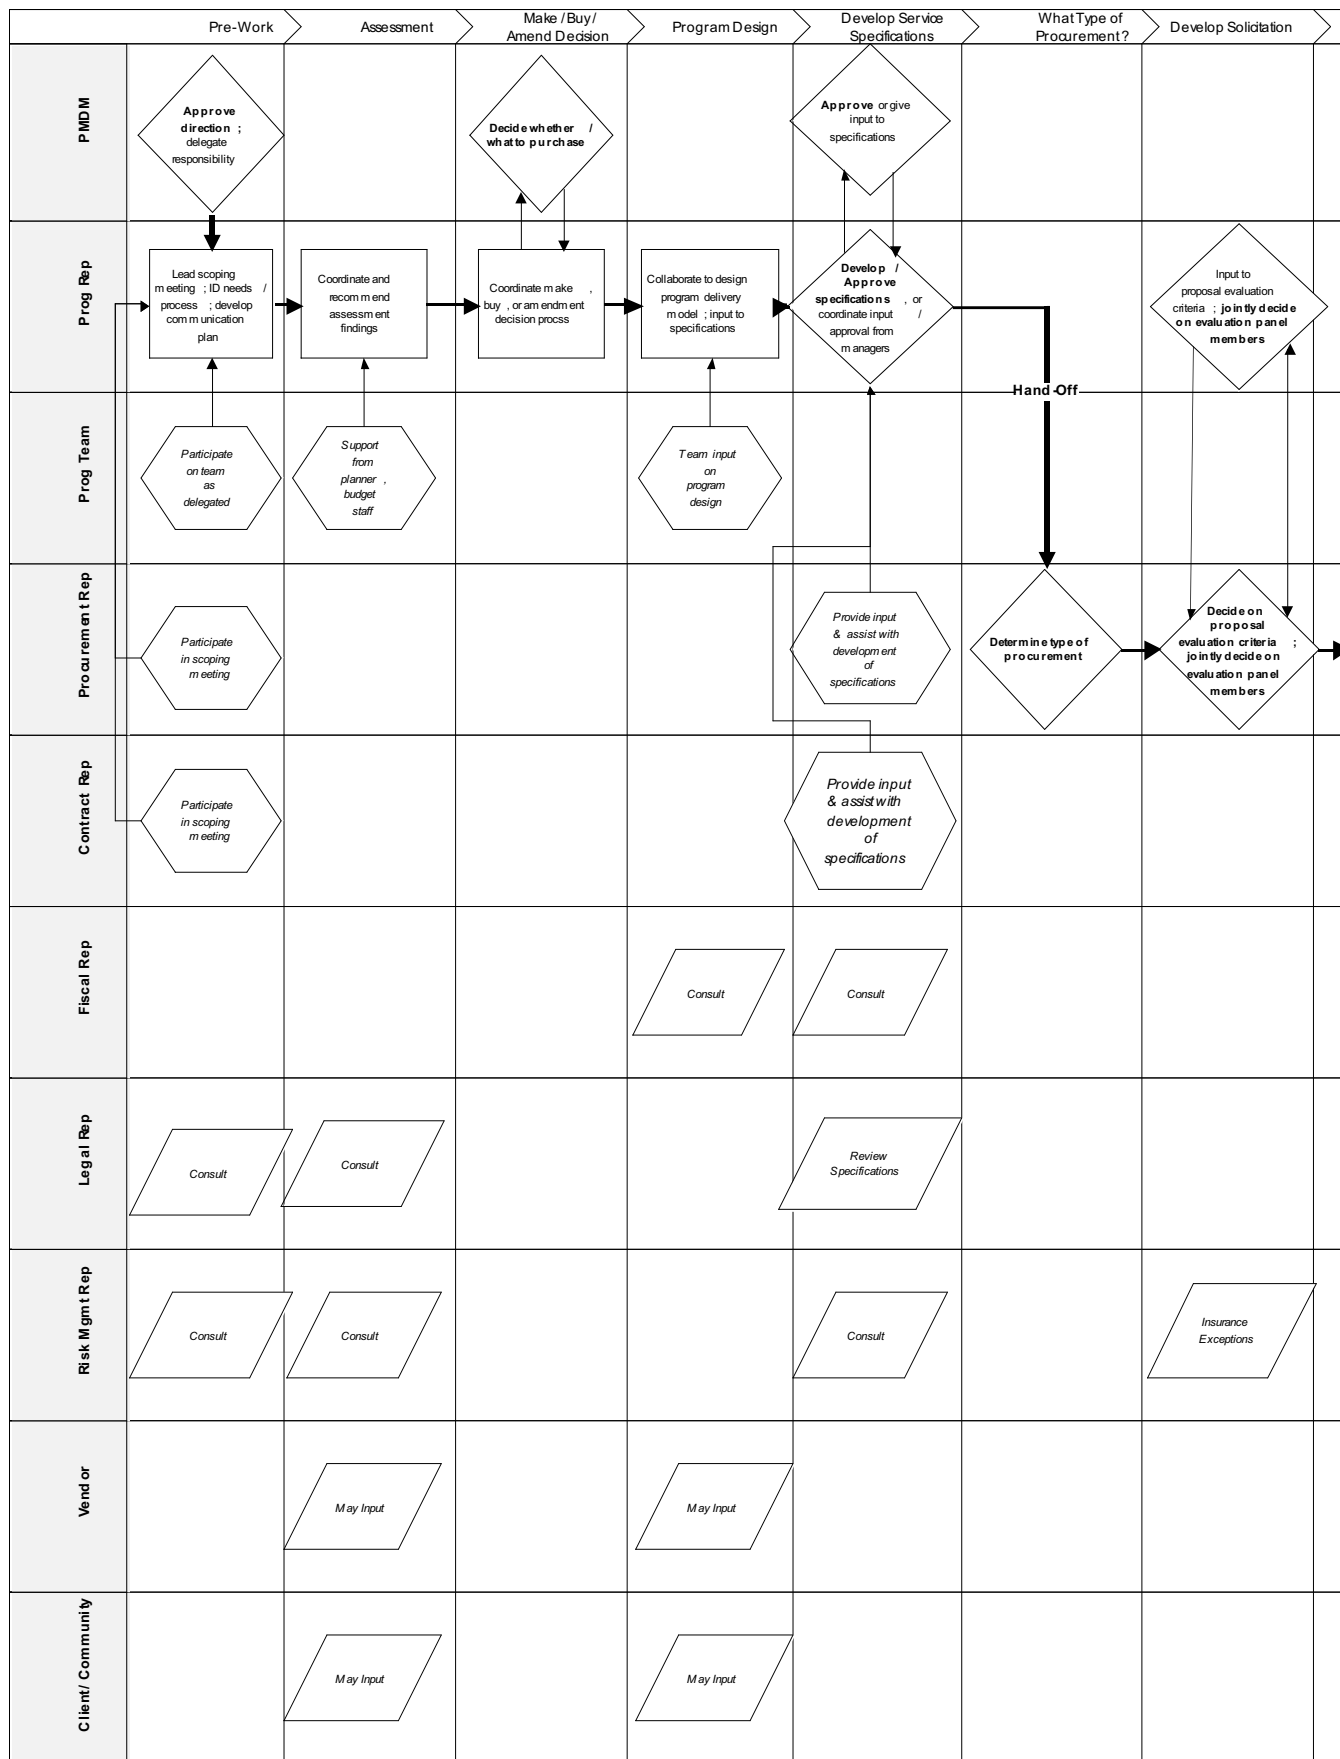 Pre-Work
Assessment
Make / Buy /
Amend Decision
Program Design
Develop Service
Specifications
What Type of
Procurement ?
Develop Solicitation
PMDM
Approve
direction ;
delegate
responsibility
Decide whether /
what to purchase
Approve or give
input to
specifications
Prog Rep
Lead scoping
meeting ; ID needs /
process ; develop
communication
plan
Coordinate and
recommend
assessment
findings
Coordinate make ,
buy , or amendment
decision procss
Collaborate to design
program delivery
model ; input to
specifications
Develop /
Approve
specifications , or
coordinate input /
approval from
managers
Input to
proposal evaluation
criteria ; jointly decide
on evaluation panel
members
Hand-Off
Prog Team
Participate
on team
as
delegated
Support
from
planner ,
budget
staff
Team input
on
program
design
Procurement Rep
Participate
in scoping
meeting
Provide input
& assist with
development
of
specifications
Determine type of
procurement
Decide on
proposal
evaluation criteria ;
jointly decide on
evaluation panel
members
Contract Rep
Participate
in scoping
meeting
Provide input
& assist with
development
of
specifications
Fiscal Rep
Consult
Consult
Legal Rep
Consult
Consult
Review
Specifications
Risk Mgmt Rep
Consult
Consult
Consult
Insurance
Exceptions
Vendor
May Input
May Input
Client / Community
May Input
May Input